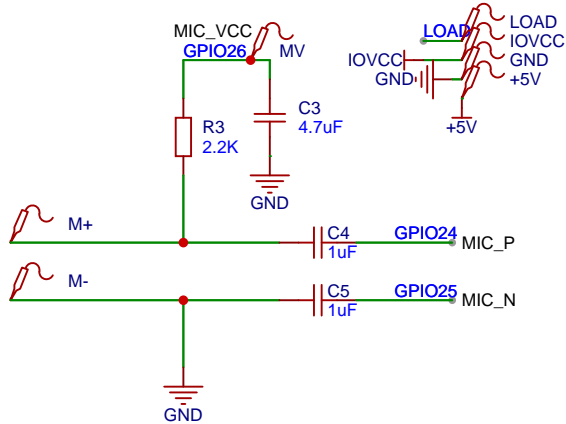 MIC_VCC
GPIO26
MV
R3
2.2K
C3
4.7uF
GND
LOAD
LOAD
IOVCC
IOVCC
GND
GND
+5V
+5V
M+
C4
1uF
GPIO24
MIC_P
M-
C5
1uF
GPIO25
MIC_N
GND